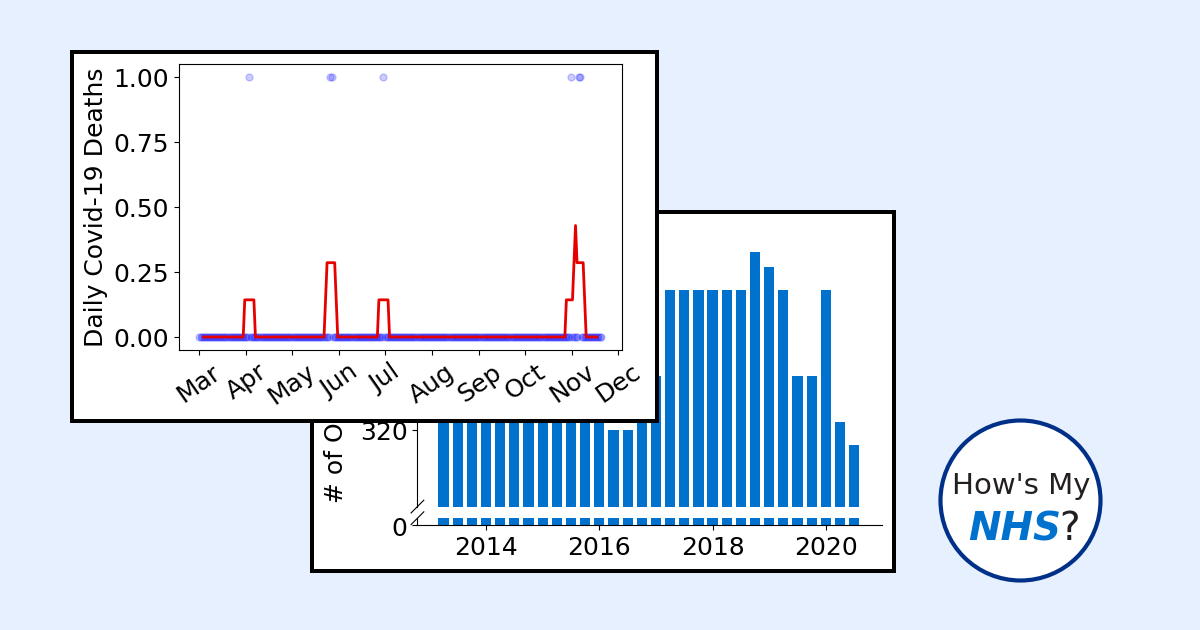 Daily Covid-19 Deaths
1.00
0.75
0.50
0.25
0.00
Mar Apr May Jun Jul Aug Sep Oct Nov Dec
# of O
320
0
2014 2016 2018 2020
How's My
NHS?